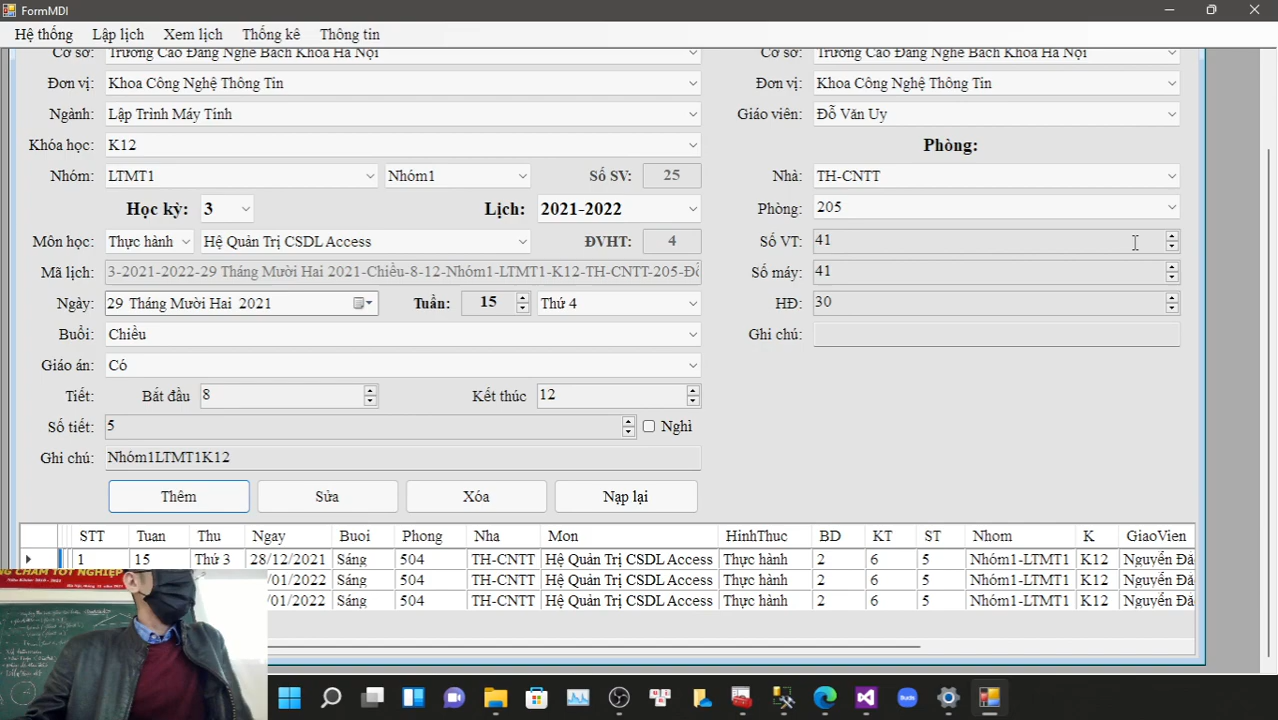 FormMDI
Hệ thống Lập lịch Xem lịch Thống kê Thông tin
Cơ sở: Trường Cao Đẳng Nghề Bách Khoa Hà Nội Cơ sở: Trường Cao Đẳng Nghề Bách Khoa Hà Nội
Đơn vị: Khoa Công Nghệ Thông Tin Đơn vị: Khoa Công Nghệ Thông Tin
Ngành: Lập Trình Máy Tính Giáo viên: Đỗ Văn Uy
Khóa học: K12 Phòng:
Nhóm: LTMT1 Nhóm1 Số SV: 25 Nhà: TH-CNTT
Học kỳ: 3 Lịch: 2021-2022 Phòng: 205
Môn học: Thực hành Hệ Quản Trị CSDL Access ĐVHT: 4 Số VT: 41
Mã lịch: 3-2021-2022-29 Tháng Mười Hai 2021-Chiều-8-12-Nhóm1-LTMT1-K12-TH-CNTT-205-Đỗ Số máy: 41
Ngày: 29 Tháng Mười Hai 2021 Tuần: 15 Thứ 4 HĐ: 30
Buổi: Chiều Ghi chú:
Giáo án: Có
Tiết: Bắt đầu 8 Kết thúc 12
Số tiết: 5 Nghỉ
Ghi chú: Nhóm1LTMT1K12
Thêm Sửa Xóa Nạp lại
STT Tuan Thu Ngay Buoi Phong Nha Mon HinhThuc BD KT ST Nhom K GiaoVien
1 15 Thứ 3 28/12/2021 Sáng 504 TH-CNTT Hệ Quản Trị CSDL Access Thực hành 2 6 5 Nhóm1-LTMT1 K12 Nguyễn Đă
/01/2022 Sáng 504 TH-CNTT Hệ Quản Trị CSDL Access Thực hành 2 6 5 Nhóm1-LTMT1 K12 Nguyễn Đă
/01/2022 Sáng 504 TH-CNTT Hệ Quản Trị CSDL Access Thực hành 2 6 5 Nhóm1-LTMT1 K12 Nguyễn Đă
NG CHẤM TỐT NGHIỆP